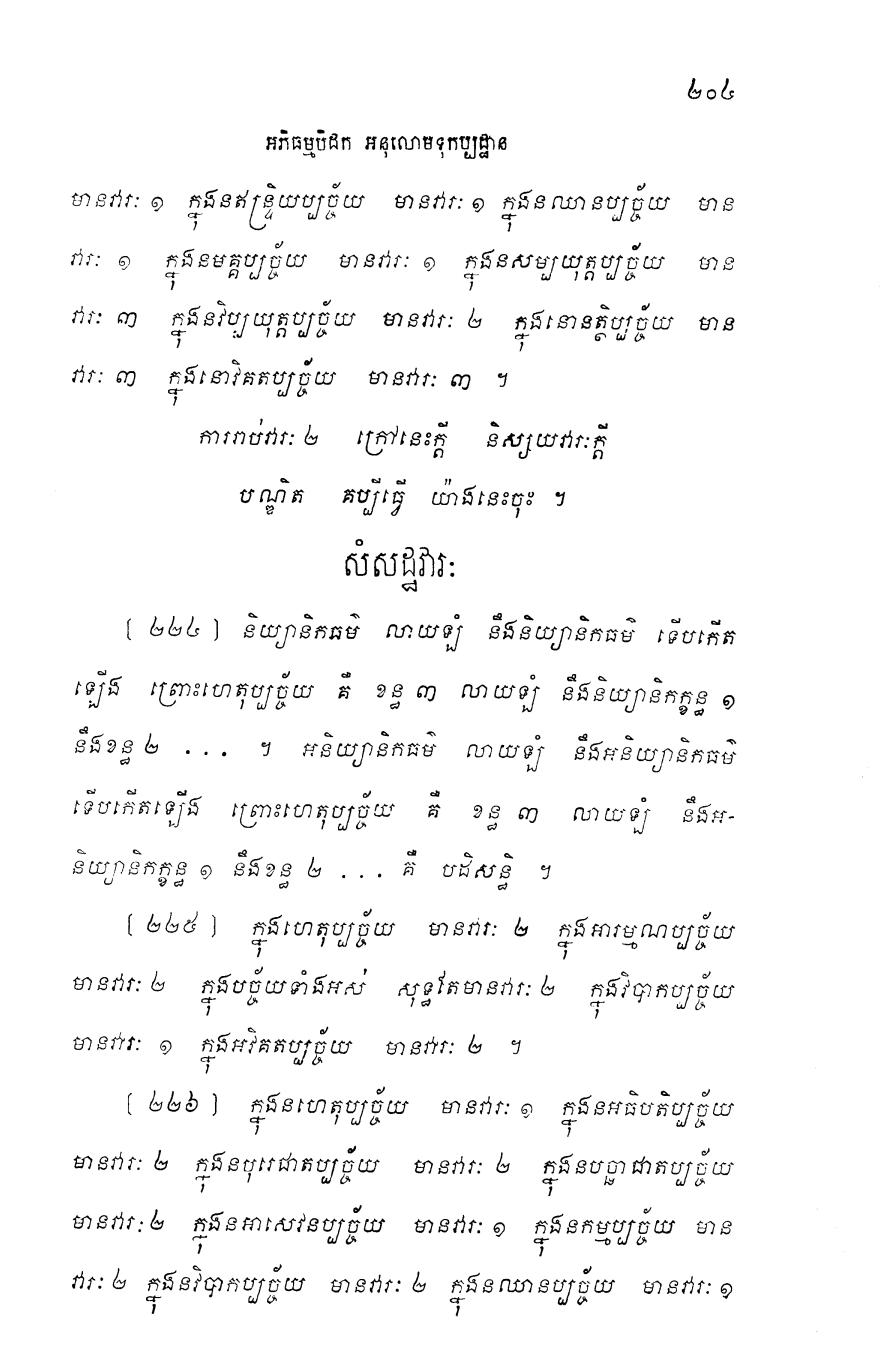 ២០៤
អភិធម្មបិដក អនុលោមទុកប្បដ្ឋាន
មានវារៈ ១ ក្នុងនឥន្ទ្រិយប្បច្ច័យ មានវារៈ ១ ក្នុងនឈានប្បច្ច័យ មាន
វារៈ ១ ក្នុងនមគ្គប្បច្ច័យ មានវារៈ ១ ក្នុងនសម្បយុត្តប្បច្ច័យ មាន
វារៈ ៣ ក្នុងនវិប្បយុត្តប្បច្ច័យ មានវារៈ ២ ក្នុងនោនត្ថិប្បច្ច័យ មាន
វារៈ ៣ ក្នុងនោវិគតប្បច្ច័យ មានវារៈ ៣ ។
ការរាប់វារៈ ២ ក្រៅនេះក្តី និស្សយវារៈក្តី
បណ្ឌិត គប្បីធ្វើ យ៉ាងនេះចុះ ។
សំសដ្ឋវារៈ
[ ២២៤ ] និយ្យានិកធម៌ លាយឡំ នឹងនិយ្យានិកធម៌ ទើបកើត
ឡើង ព្រោះហេតុប្បច្ច័យ គឺ ខន្ធ ៣ លាយឡំ នឹងនិយ្យានិកក្ខន្ធ ១
នឹងខន្ធ ២ . . . ។ អនិយ្យានិកធម៌ លាយឡំ នឹងអនិយ្យានិកធម៌
ទើបកើតឡើង ព្រោះហេតុប្បច្ច័យ គឺ ខន្ធ ៣ លាយឡំ នឹងអ-
និយ្យានិកក្ខន្ធ ១ នឹងខន្ធ ២ . . . គឺ បដិសន្ធិ ។
[ ២២៥ ] ក្នុងហេតុប្បច្ច័យ មានវារៈ ២ ក្នុងអារម្មណប្បច្ច័យ
មានវារៈ ២ ក្នុងបច្ច័យទាំងអស់ សុទ្ធតែមានវារៈ ២ ក្នុងវិបាកប្បច្ច័យ
មានវារៈ ១ ក្នុងអវិគតប្បច្ច័យ មានវារៈ ២ ។
[ ២២៦ ] ក្នុងនហេតុប្បច្ច័យ មានវារៈ ១ ក្នុងនអធិបតិប្បច្ច័យ
មានវារៈ ២ ក្នុងនបុរេជាតប្បច្ច័យ មានវារៈ ២ ក្នុងនបច្ឆាជាតប្បច្ច័យ
មានវារៈ ២ ក្នុងនអាសេវនប្បច្ច័យ មានវារៈ ១ ក្នុងនកម្មប្បច្ច័យ មាន
វារៈ ២ ក្នុងនវិបាកប្បច្ច័យ មានវារៈ ២ ក្នុងនឈានប្បច្ច័យ មានវារៈ ១